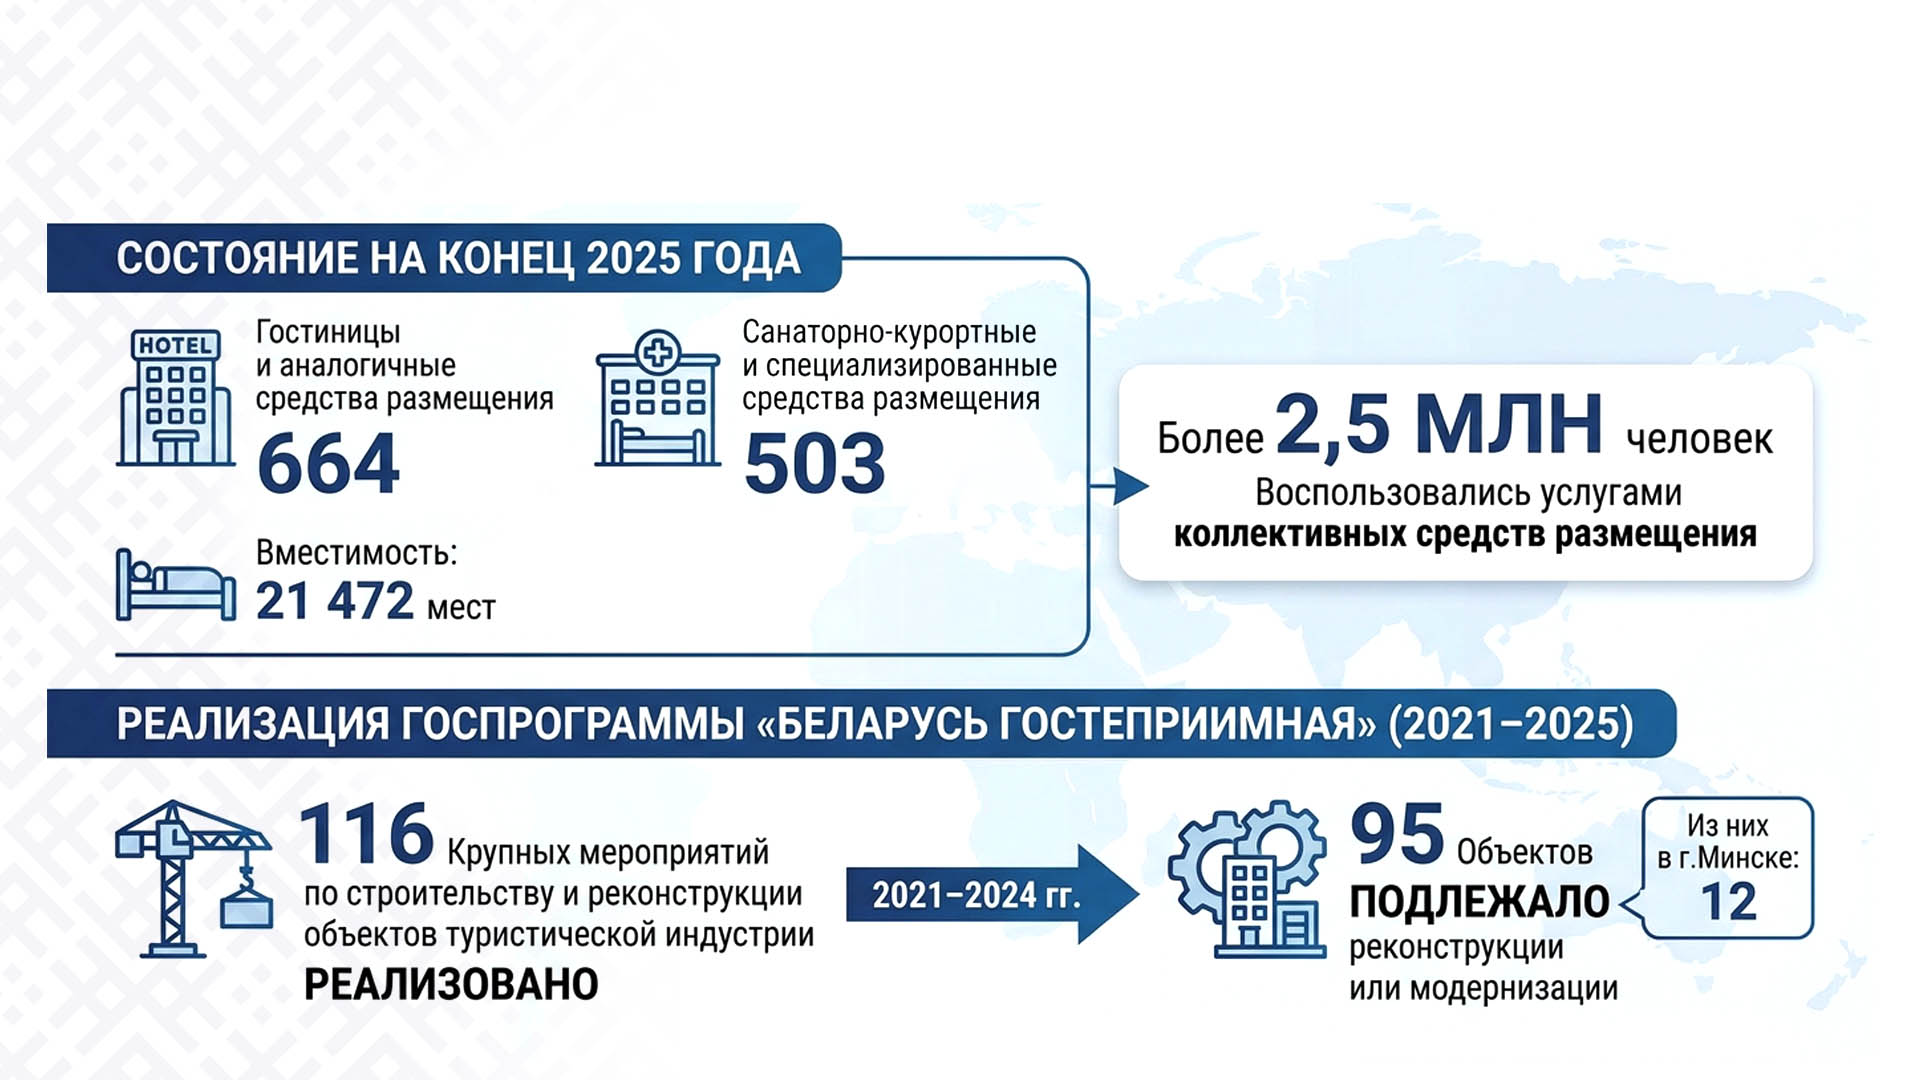 СОСТОЯНИЕ НА КОНЕЦ 2025 ГОДА
HOTEL
Гостиницы
и аналогичные
средства размещения
664
Санаторно-курортные
и специализированные
средства размещения
503
Вместимость:
21 472 мест
Более 2,5 МЛН человек
Воспользовались услугами
коллективных средств размещения
РЕАЛИЗАЦИЯ ГОСПРОГРАММЫ «БЕЛАРУСЬ ГОСТЕПРИИМНАЯ» (2021–2025)
116 Крупных мероприятий
по строительству и реконструкции
объектов туристической индустрии
РЕАЛИЗОВАНО
2021–2024 гг.
95 Объектов
ПОДЛЕЖАЛО
реконструкции
или модернизации
Из них
в г.Минске:
12